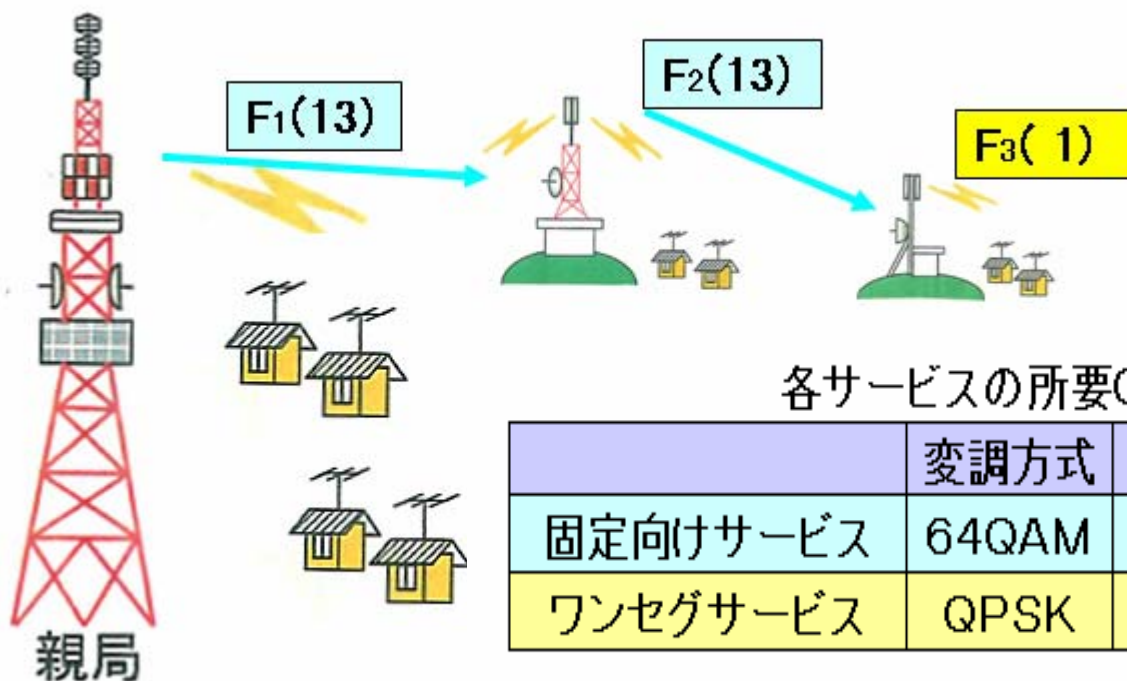 F1(13)
F2(13)
F3( 1)
各サービスの所要
変調方式
固定向けサービス 64QAM
ワンセグサービス QPSK
親局